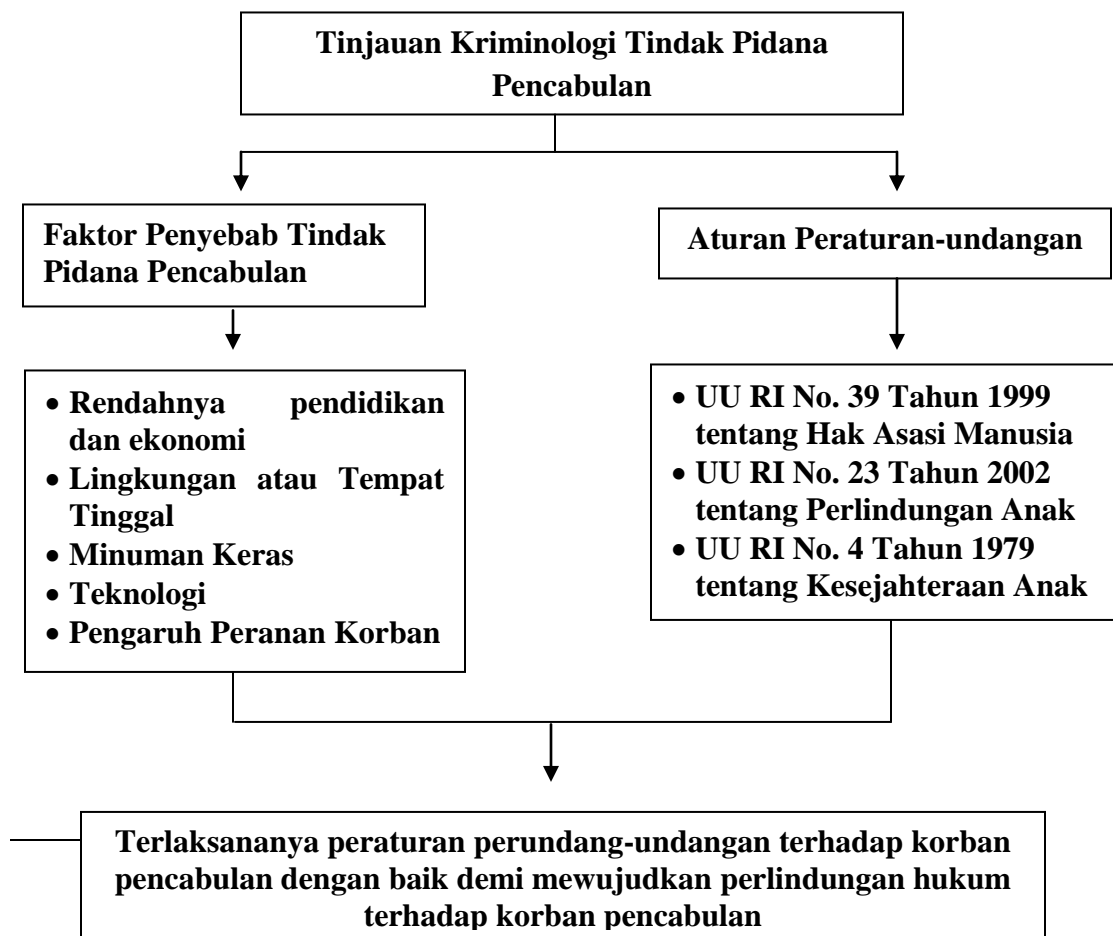 Tinjauan Kriminologi Tindak Pidana
Pencabulan
Faktor Penyebab Tindak
Pidana Pencabulan
Aturan Peraturan-undangan
• Rendahnya pendidikan
dan ekonomi
• Lingkungan atau Tempat
Tinggal
• Minuman Keras
• Teknologi
• Pengaruh Peranan Korban
• UU RI No. 39 Tahun 1999
tentang Hak Asasi Manusia
• UU RI No. 23 Tahun 2002
tentang Perlindungan Anak
• UU RI No. 4 Tahun 1979
tentang Kesejahteraan Anak
Terlaksananya peraturan perundang-undangan terhadap korban
pencabulan dengan baik demi mewujudkan perlindungan hukum
terhadap korban pencabulan